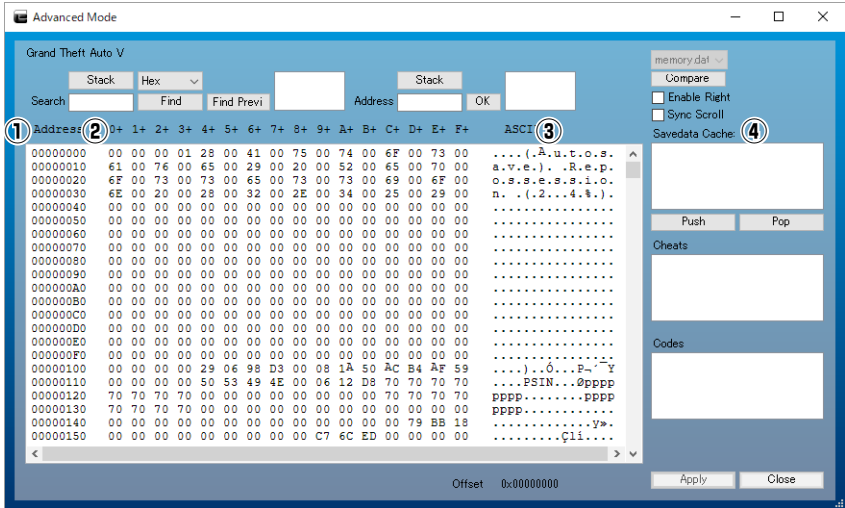 Advanced Mode
Grand Theft Auto V
memory.dat
Stack Hex Stack Compare
Search Find Find Previ Address OK Enable Right
Sync Scroll
① Address ② 0+ 1+ 2+ 3+ 4+ 5+ 6+ 7+ 8+ 9+ A+ B+ C+ D+ E+ F+ ASCI ③ Savedata Cache: ④
00000000 00 00 00 01 28 00 41 00 75 00 74 00 6F 00 73 00 ....(.A.u.t.o.s.
00000010 61 00 76 00 65 00 29 00 20 00 52 00 65 00 70 00 a.v.e.). .R.e.p.
00000020 6F 00 73 00 73 00 65 00 73 00 73 00 69 00 6F 00 o.s.s.e.s.s.i.o.
00000030 6E 00 20 00 28 00 32 00 2E 00 34 00 25 00 29 00 n. .(.2...4.%.).
00000040 00 00 00 00 00 00 00 00 00 00 00 00 00 00 00 00 ................
00000050 00 00 00 00 00 00 00 00 00 00 00 00 00 00 00 00 ................
00000060 00 00 00 00 00 00 00 00 00 00 00 00 00 00 00 00 ................
00000070 00 00 00 00 00 00 00 00 00 00 00 00 00 00 00 00 ................
00000080 00 00 00 00 00 00 00 00 00 00 00 00 00 00 00 00 ................
00000090 00 00 00 00 00 00 00 00 00 00 00 00 00 00 00 00 ................
000000A0 00 00 00 00 00 00 00 00 00 00 00 00 00 00 00 00 ................
000000B0 00 00 00 00 00 00 00 00 00 00 00 00 00 00 00 00 ................
000000C0 00 00 00 00 00 00 00 00 00 00 00 00 00 00 00 00 ................
000000D0 00 00 00 00 00 00 00 00 00 00 00 00 00 00 00 00 ................
000000E0 00 00 00 00 00 00 00 00 00 00 00 00 00 00 00 00 ................
000000F0 00 00 00 00 00 00 00 00 00 00 00 00 00 00 00 00 ................
00000100 00 00 00 00 29 06 98 D3 00 08 1A 50 AC B4 AF 59 ....)..Ó...P¬´¯Y
00000110 00 00 00 00 50 53 49 4E 00 06 12 D8 70 70 70 70 ....PSIN...Øpppp
00000120 70 70 70 70 00 00 00 00 00 00 00 00 70 70 70 70 pppp........pppp
00000130 70 70 70 70 00 00 00 00 00 00 00 00 00 00 00 00 pppp............
00000140 00 00 00 00 00 00 00 00 00 00 00 00 00 79 BB 18 .............y».
00000150 00 00 00 00 00 00 00 00 00 C7 6C ED 00 00 00 00 .........Çlí....
Push Pop
Cheats
Codes
Offset 0x00000000 Apply Close